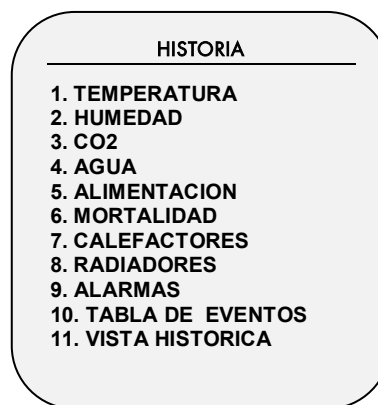 HISTORIA
1. TEMPERATURA
2. HUMEDAD
3. CO2
4. AGUA
5. ALIMENTACION
6. MORTALIDAD
7. CALEFACTORES
8. RADIADORES
9. ALARMAS
10. TABLA DE EVENTOS
11. VISTA HISTORICA